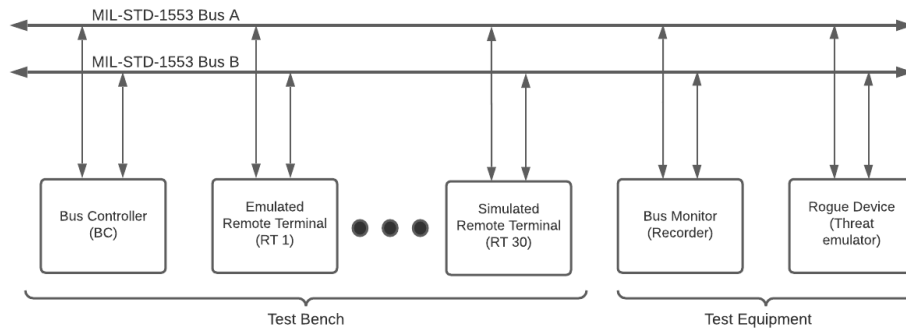 MIL-STD-1553 Bus A
MIL-STD-1553 Bus B
Bus Controller
(BC)
Emulated
Remote Terminal
(RT 1)
Simulated
Remote Terminal
(RT 30)
Bus Monitor
(Recorder)
Rogue Device
(Threat
emulator)
Test Bench
Test Equipment